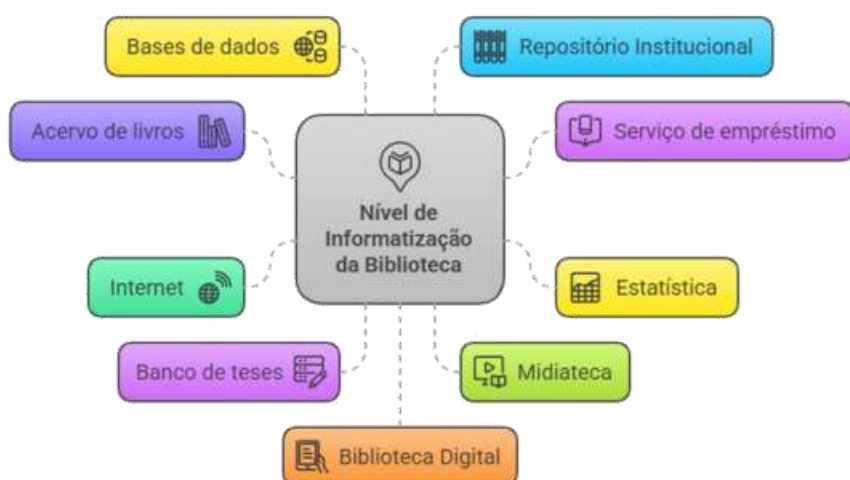 Bases de dados
Repositório Institucional
Acervo de livros
Serviço de empréstimo
Nível de
Informatização
da Biblioteca
Internet
Estatística
Banco de teses
Midiateca
Biblioteca Digital